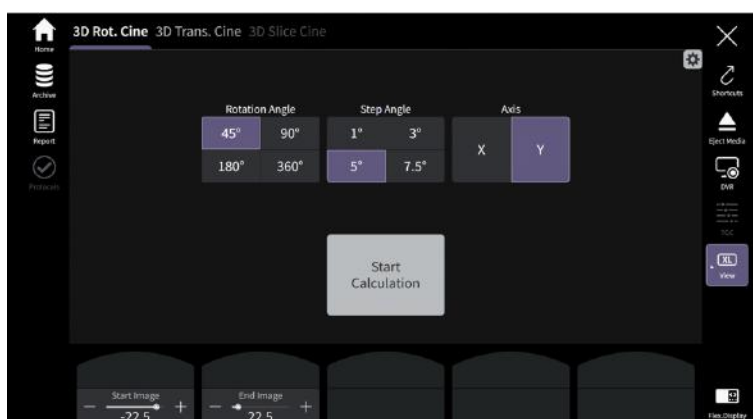 3D Rot. Cine 3D Trans. Cine 3D Slice Cine
Home
Archive
Report
Protocols
Rotation Angle
45° 90°
180° 360°
Step Angle
1° 3°
5° 7.5°
Axis
X Y
Start
Calculation
Start Image
-22.5
End Image
22.5
Shortcuts
Eject Media
DVR
TGC
XL
View
Flex.Display